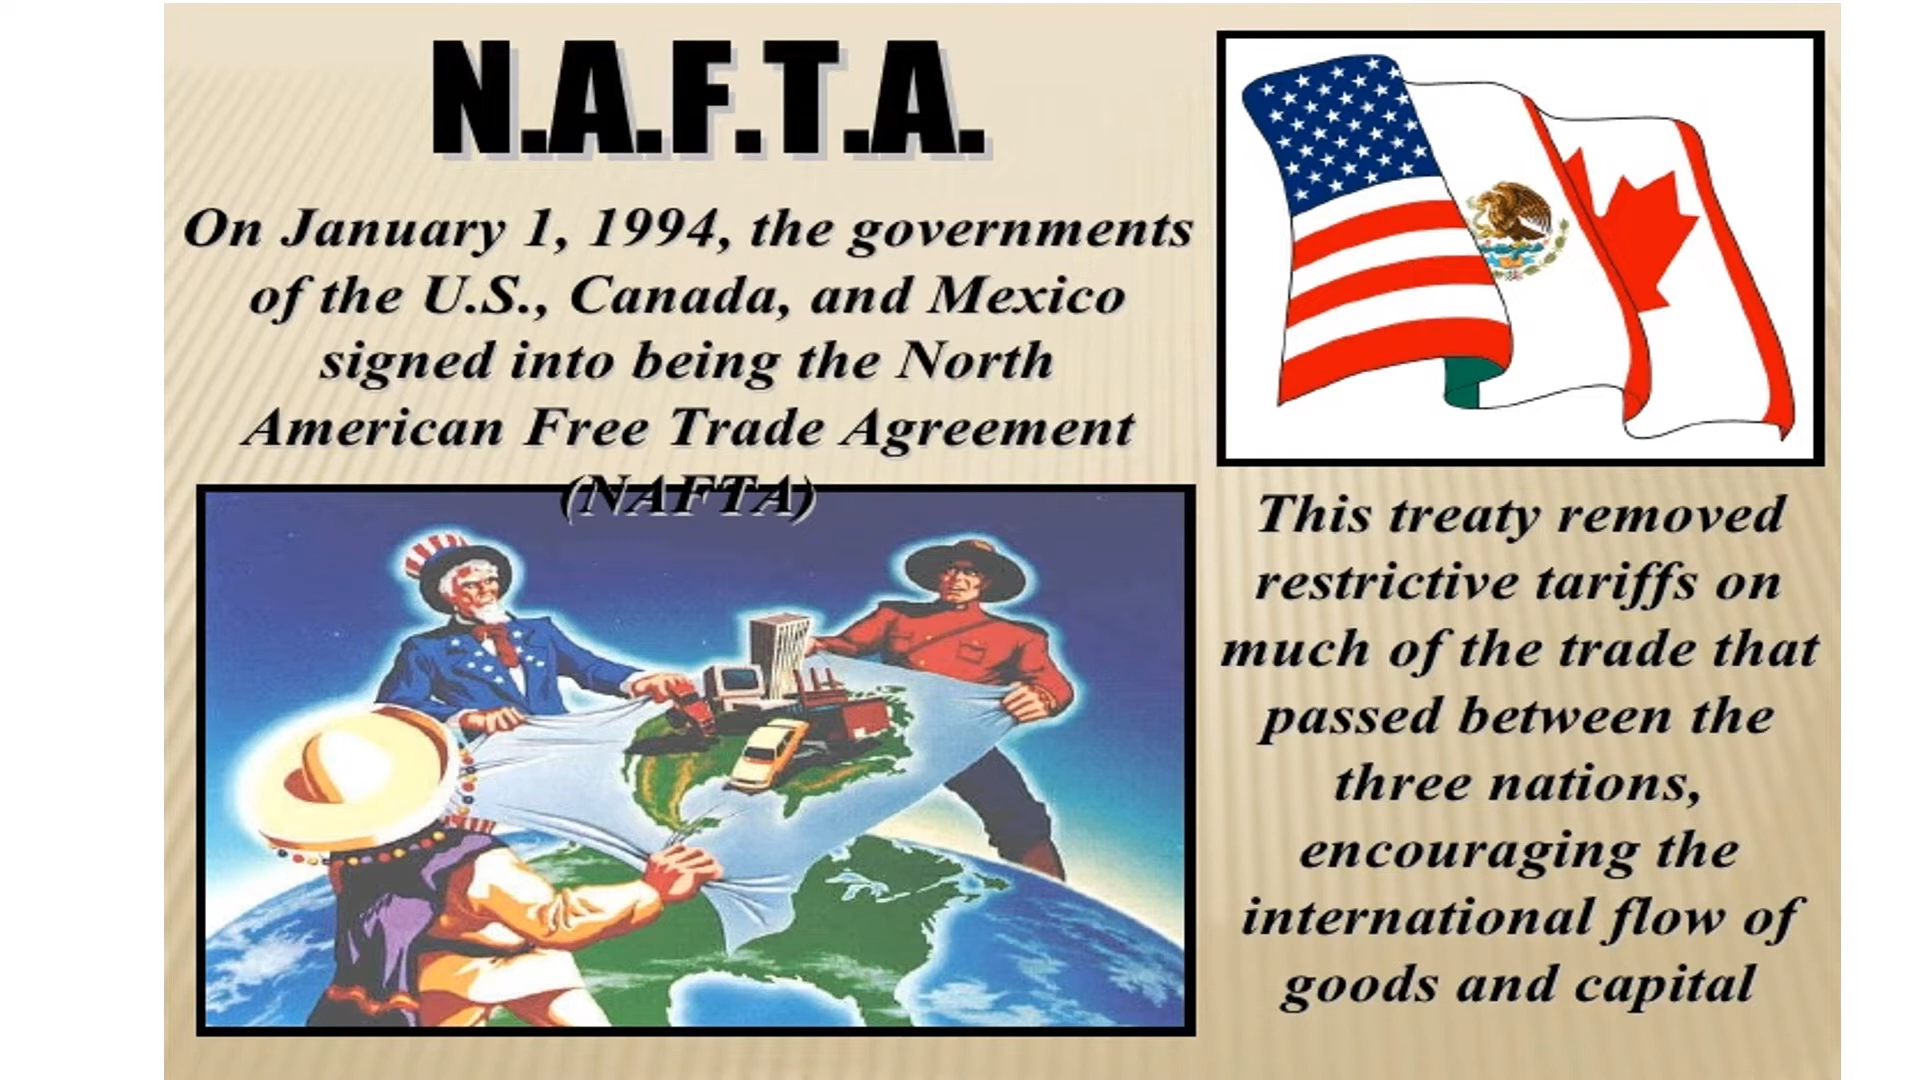 N.A.F.T.A.
On January 1, 1994, the governments
of the U.S., Canada, and Mexico
signed into being the North
American Free Trade Agreement
(NAFTA)
This treaty removed
restrictive tariffs on
much of the trade that
passed between the
three nations,
encouraging the
international flow of
goods and capital